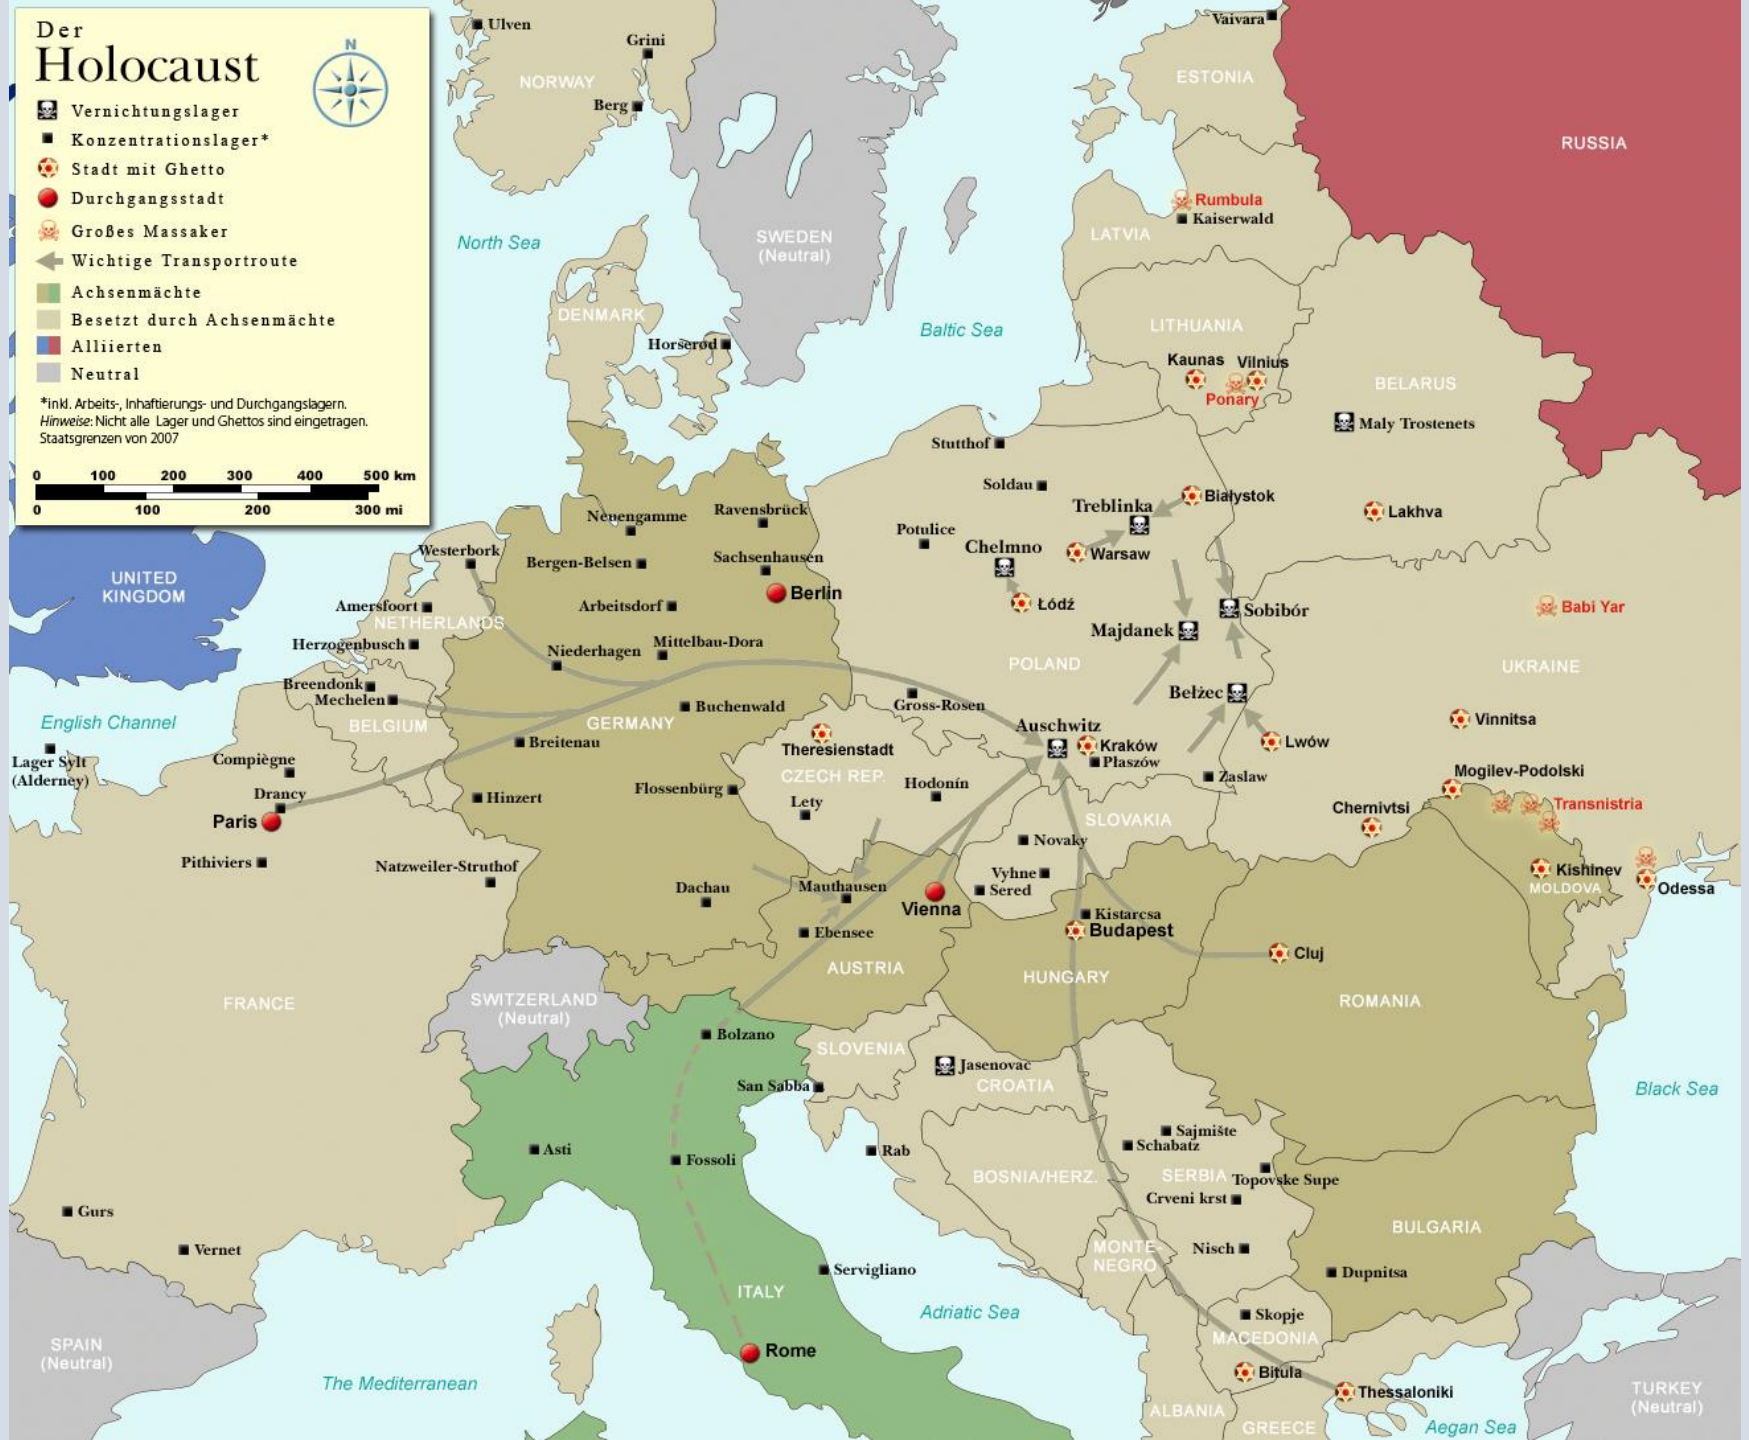 Der
Holocaust
N
Vernichtungslager
Konzentrationslager*
Stadt mit Ghetto
Durchgangsstadt
Großes Massaker
Wichtige Transportroute
Achsenmächte
Besetzt durch Achsenmächte
Alliierten
Neutral
*inkl. Arbeits-, Inhaftierungs- und Durchgangslagern.
Hinweise: Nicht alle Lager und Ghettos sind eingetragen.
Staatsgrenzen von 2007
0 100 200 300 400 500 km
0 100 200 300 mi
Ulven
Grini
NORWAY
Berg
Vaivara
ESTONIA
RUSSIA
Rumbula
Kaiserwald
LATVIA
North Sea
SWEDEN
(Neutral)
DENMARK
Horserød
Baltic Sea
LITHUANIA
Kaunas
Vilnius
Ponary
BELARUS
Maly Trostenets
Stutthof
Soldau
Treblinka
Białystok
Lakhva
Neuengamme
Ravensbrück
Potulice
Chelmno
Warsaw
Westerbork
Bergen-Belsen
Sachsenhausen
UNITED
KINGDOM
Berlin
Amersfoort
NETHERLANDS
Arbeitsdorf
Łódź
Sobibór
Babi Yar
Majdanek
Herzogenbusch
Niederhagen
Mittelbau-Dora
POLAND
UKRAINE
Breendonk
Mechelen
Bełżec
Gross-Rosen
Buchenwald
English Channel
BELGIUM
GERMANY
Auschwitz
Vinnitsa
Theresienstadt
Kraków
Płaszów
Lwów
Breitenau
Lager Sylt
(Alderney)
Compiègne
CZECH REP.
Zaslaw
Mogilev-Podolski
Flossenbürg
Hodonín
Drancy
Hinzert
Lety
Chernivtsi
Transnistria
Paris
SLOVAKIA
Novaky
Pithiviers
Natzweiler-Struthof
Vyhne
Sered
Kishinev
MOLDOVA
Odessa
Dachau
Mauthausen
Vienna
Kistarcsa
Budapest
Ebensee
Cluj
AUSTRIA
HUNGARY
FRANCE
SWITZERLAND
(Neutral)
ROMANIA
Bolzano
SLOVENIA
Jasenovac
CROATIA
San Sabba
Black Sea
Asti
Fossoli
Rab
Sajmište
Schabatz
BOSNIA/HERZ.
SERBIA
Topovske Supe
Crveni krst
Gurs
BULGARIA
Vernet
MONTE-
NEGRO
Nisch
Servigliano
Dupnitsa
ITALY
Adriatic Sea
Skopje
MACEDONIA
SPAIN
(Neutral)
Rome
Bitula
The Mediterranean
Thessaloniki
TURKEY
(Neutral)
ALBANIA
GREECE
Aegan Sea